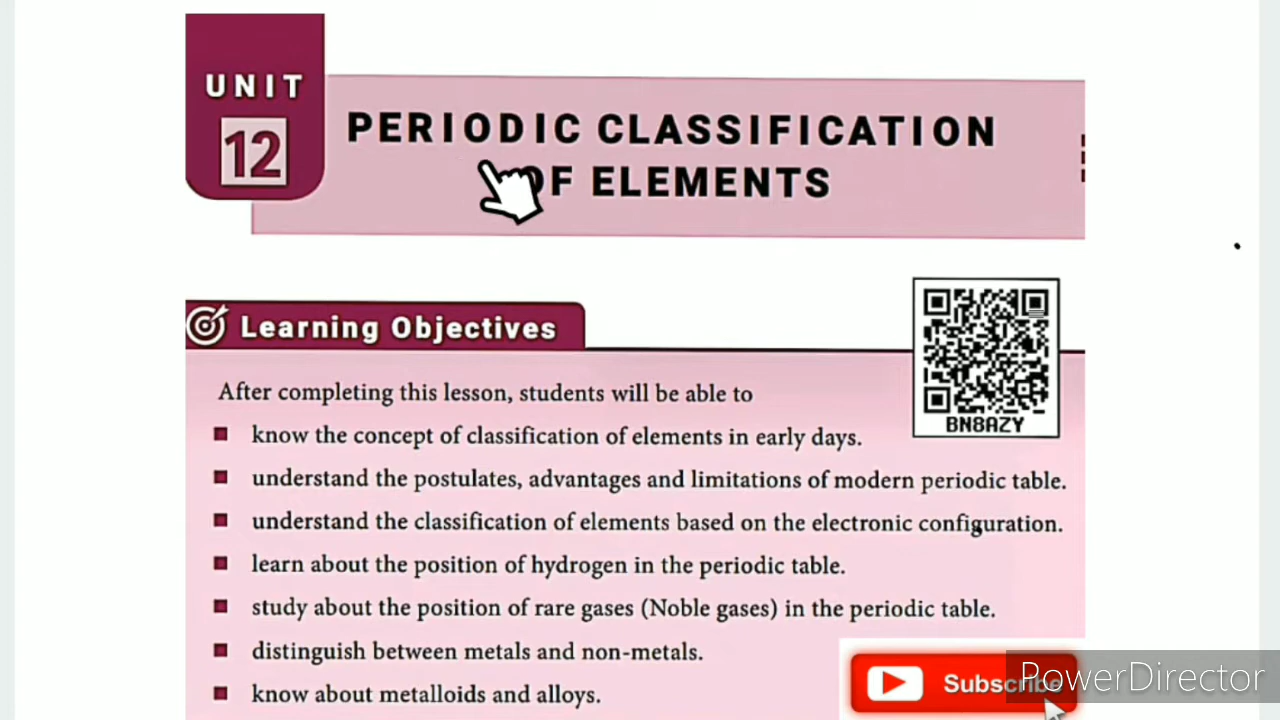 UNIT
12
PERIODIC CLASSIFICATION
OF ELEMENTS
Learning Objectives
BN8AZY
After completing this lesson, students will be able to
know the concept of classification of elements in early days.
understand the postulates, advantages and limitations of modern periodic table.
understand the classification of elements based on the electronic configuration.
learn about the position of hydrogen in the periodic table.
study about the position of rare gases (Noble gases) in the periodic table.
distinguish between metals and non-metals.
know about metalloids and alloys.
Subscribe
PowerDirector